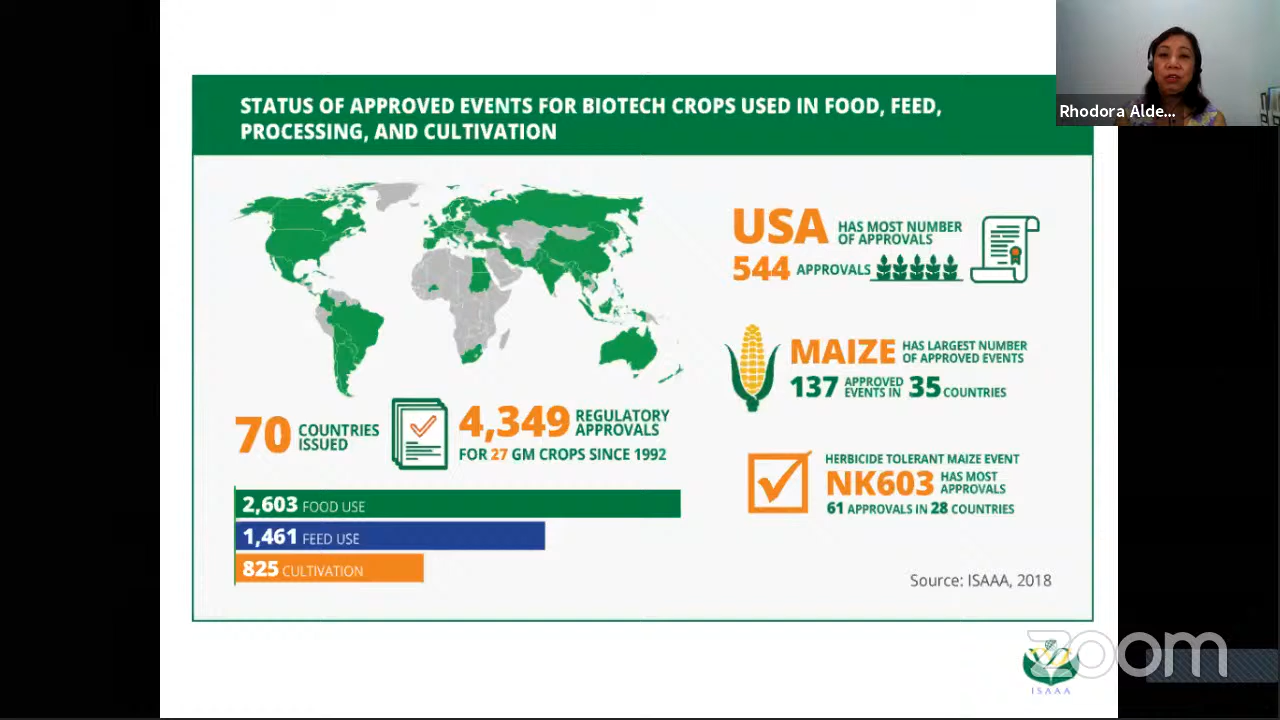 STATUS OF APPROVED EVENTS FOR BIOTECH CROPS USED IN FOOD, FEED,
PROCESSING, AND CULTIVATION
Rhodora Alde...
USA HAS MOST NUMBER
OF APPROVALS
544 APPROVALS
MAIZE HAS LARGEST NUMBER
OF APPROVED EVENTS
137 APPROVED
EVENTS IN 35 COUNTRIES
70 COUNTRIES
ISSUED
4,349 REGULATORY
APPROVALS
FOR 27 GM CROPS SINCE 1992
HERBICIDE TOLERANT MAIZE EVENT
NK603 HAS MOST
APPROVALS
61 APPROVALS IN 28 COUNTRIES
2,603 FOOD USE
1,461 FEED USE
825 CULTIVATION
Source: ISAAA, 2018
ISAAA
zoom